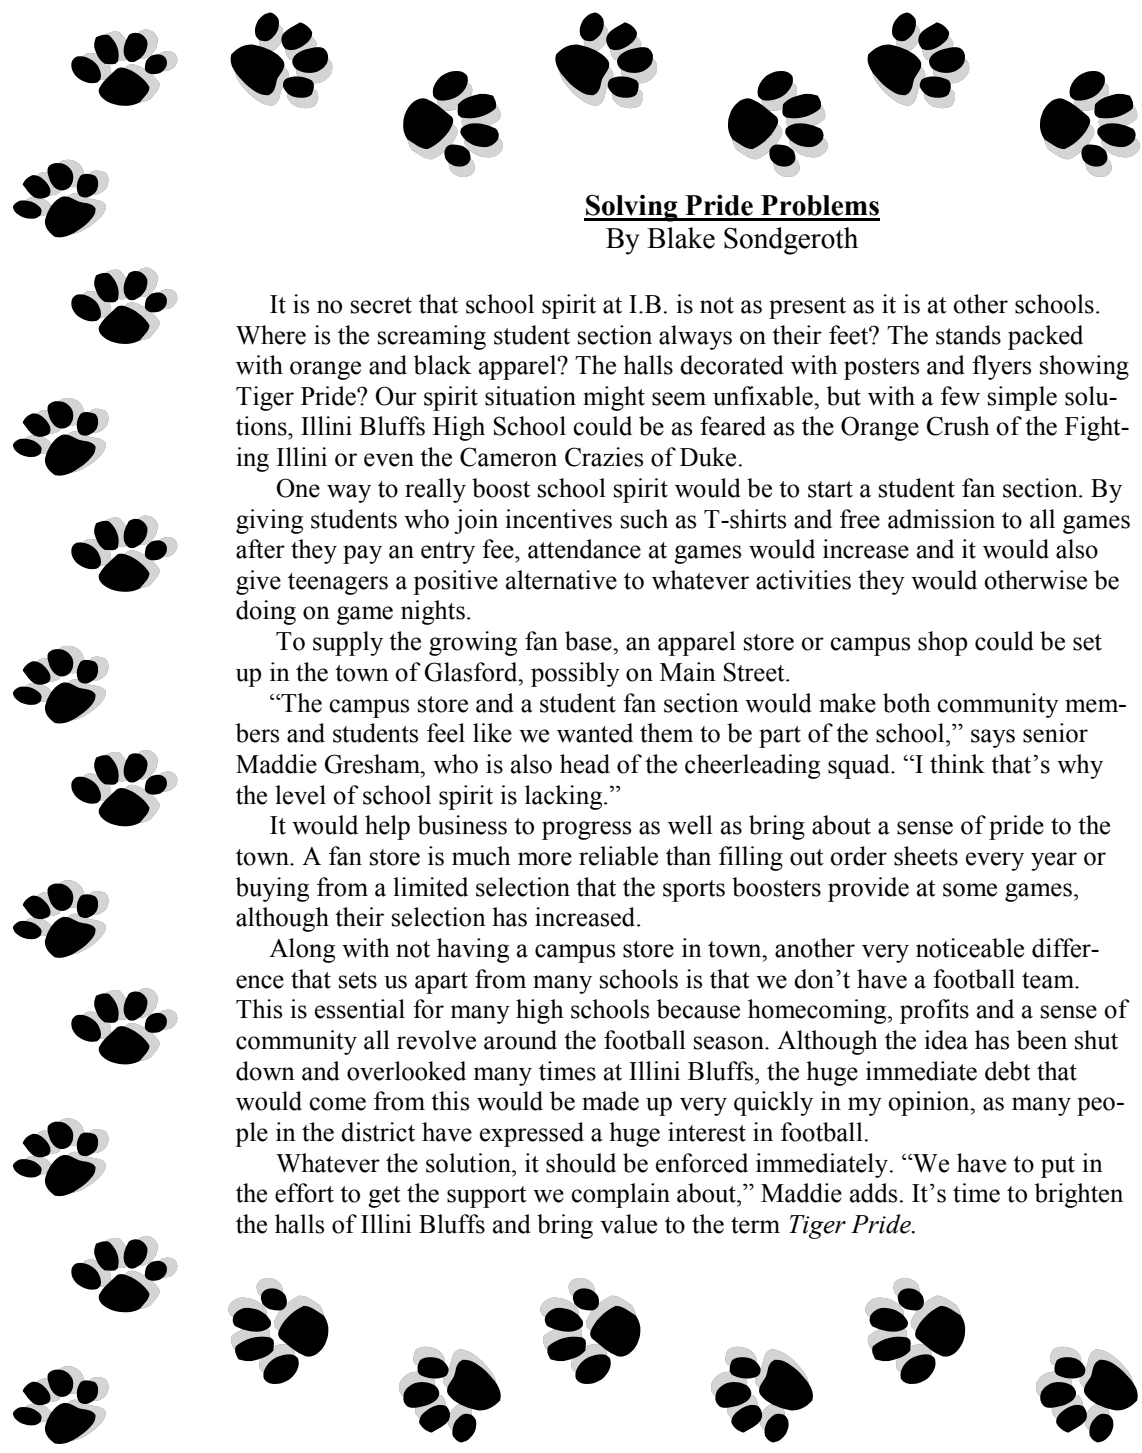 Solving Pride Problems
By Blake Sondgeroth
It is no secret that school spirit at I.B. is not as present as it is at other schools.
Where is the screaming student section always on their feet? The stands packed
with orange and black apparel? The halls decorated with posters and flyers showing
Tiger Pride? Our spirit situation might seem unfixable, but with a few simple solu-
tions, Illini Bluffs High School could be as feared as the Orange Crush of the Fight-
ing Illini or even the Cameron Crazies of Duke.
One way to really boost school spirit would be to start a student fan section. By
giving students who join incentives such as T-shirts and free admission to all games
after they pay an entry fee, attendance at games would increase and it would also
give teenagers a positive alternative to whatever activities they would otherwise be
doing on game nights.
To supply the growing fan base, an apparel store or campus shop could be set
up in the town of Glasford, possibly on Main Street.
“The campus store and a student fan section would make both community mem-
bers and students feel like we wanted them to be part of the school,” says senior
Maddie Gresham, who is also head of the cheerleading squad. “I think that’s why
the level of school spirit is lacking.”
It would help business to progress as well as bring about a sense of pride to the
town. A fan store is much more reliable than filling out order sheets every year or
buying from a limited selection that the sports boosters provide at some games,
although their selection has increased.
Along with not having a campus store in town, another very noticeable differ-
ence that sets us apart from many schools is that we don’t have a football team.
This is essential for many high schools because homecoming, profits and a sense of
community all revolve around the football season. Although the idea has been shut
down and overlooked many times at Illini Bluffs, the huge immediate debt that
would come from this would be made up very quickly in my opinion, as many peo-
ple in the district have expressed a huge interest in football.
Whatever the solution, it should be enforced immediately. “We have to put in
the effort to get the support we complain about,” Maddie adds. It’s time to brighten
the halls of Illini Bluffs and bring value to the term Tiger Pride.